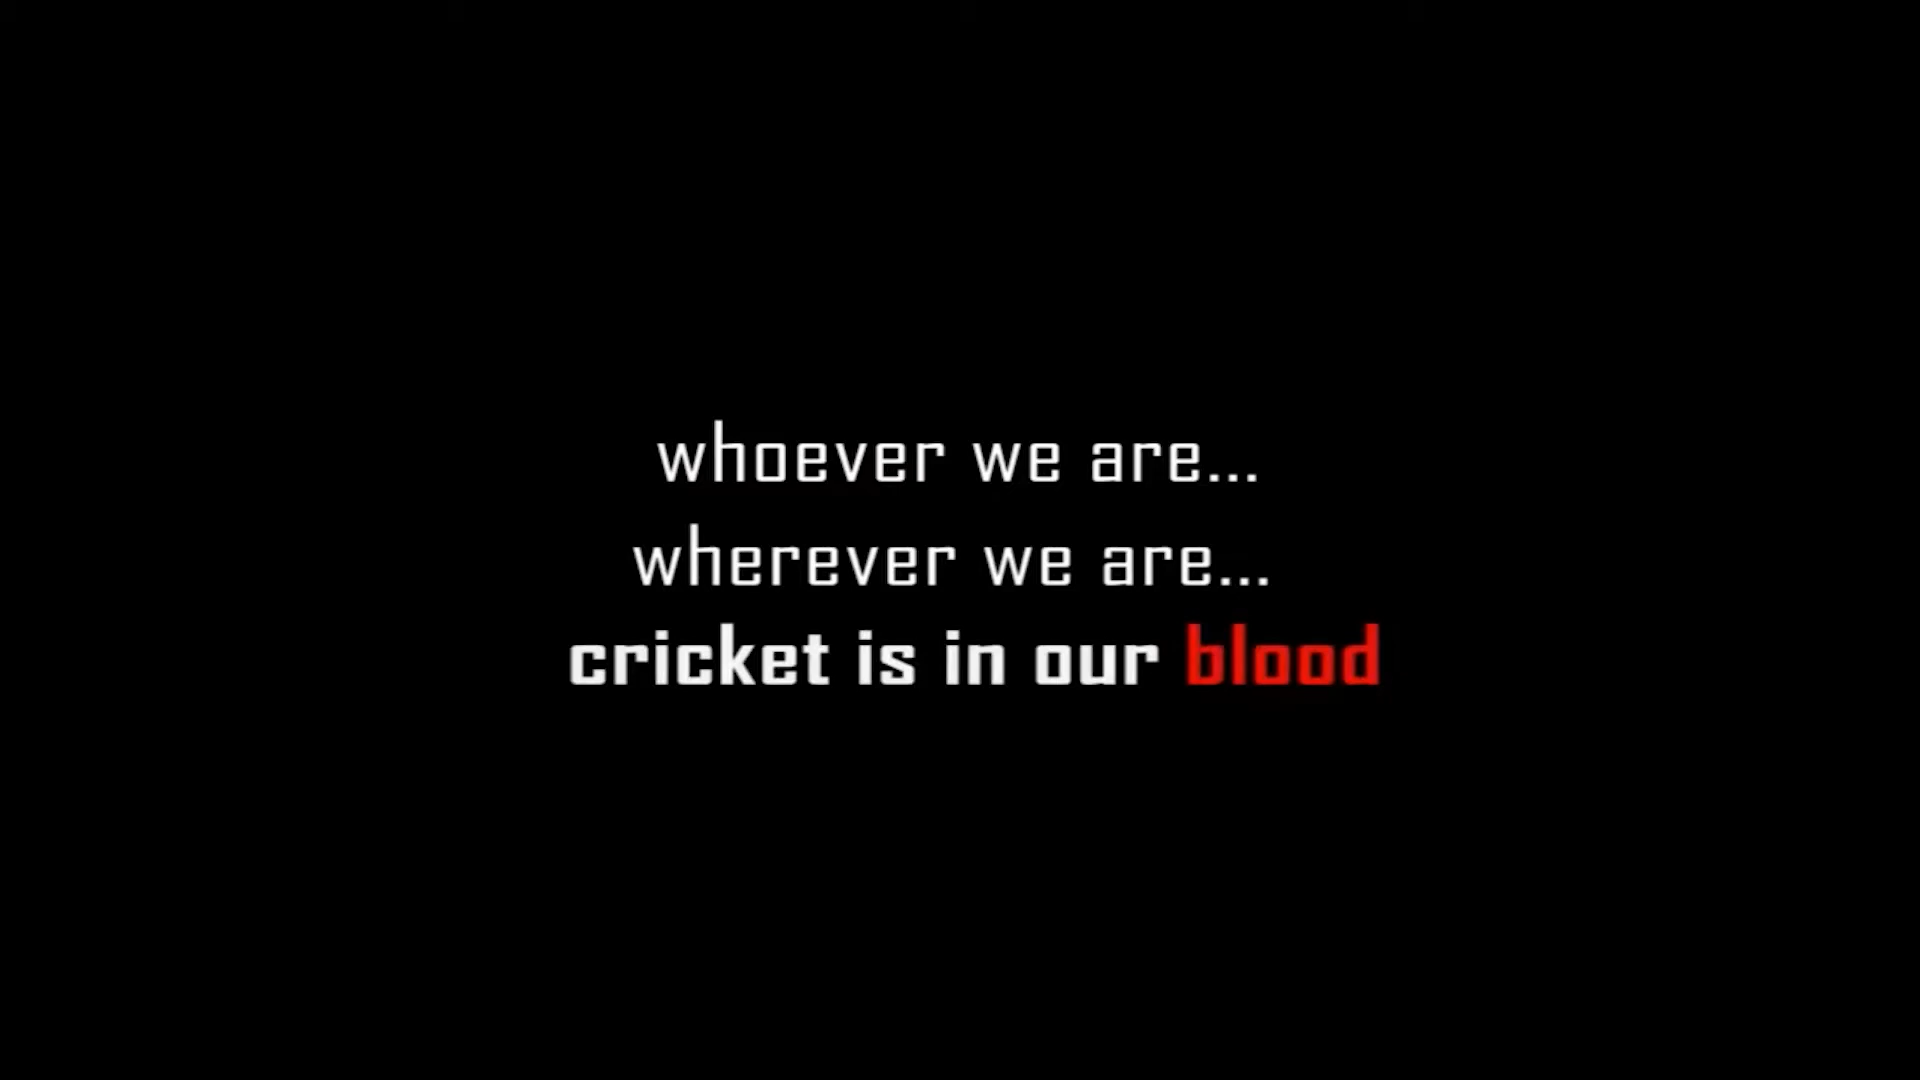 whoever we are...
wherever we are...
cricket is in our blood